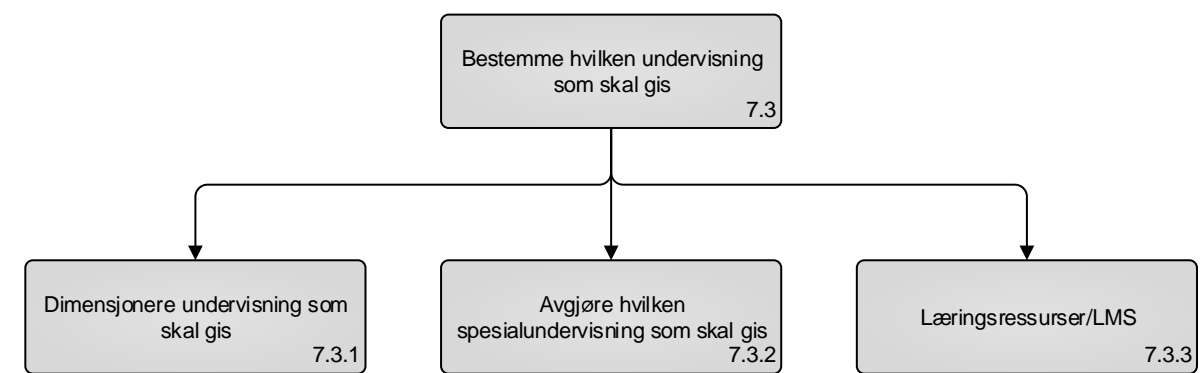 Bestemme hvilken undervisning
som skal gis
7.3
Dimensjonere undervisning som
skal gis
7.3.1
Avgjøre hvilken
spesialundervisning som skal gis
7.3.2
Læringsressurser/LMS
7.3.3